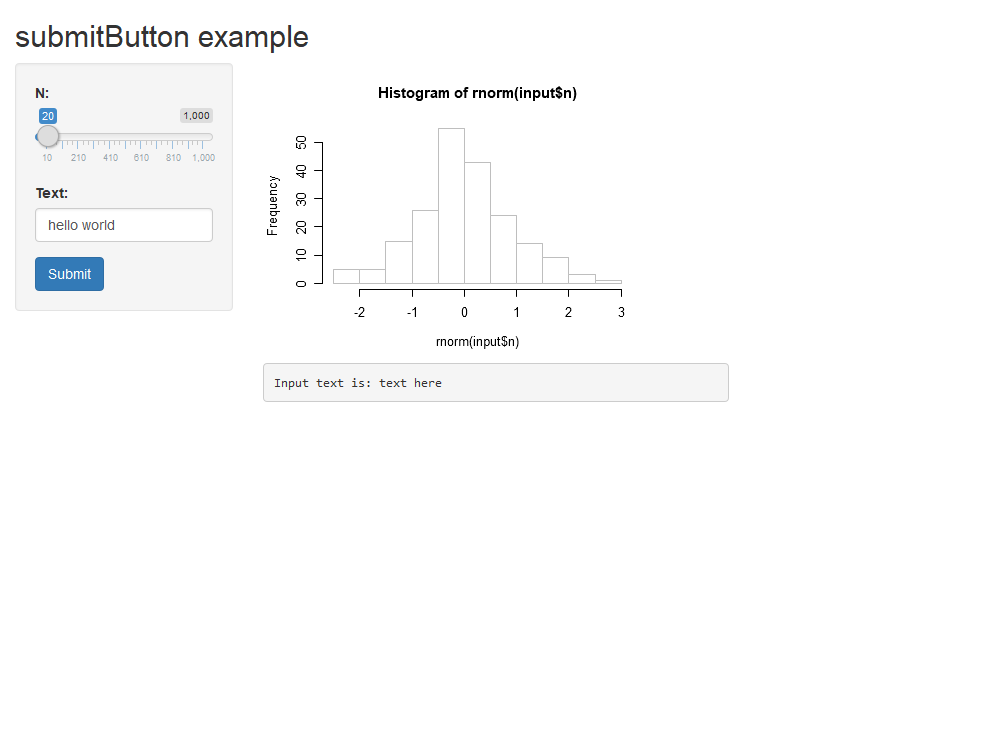 submitButton example
N:
20 1,000
10 210 410 610 810 1,000
Text:
hello world
Submit
Histogram of rnorm(input$n)
Frequency
0 10 20 30 40 50
-2 -1 0 1 2 3
rnorm(input$n)
Input text is: text here